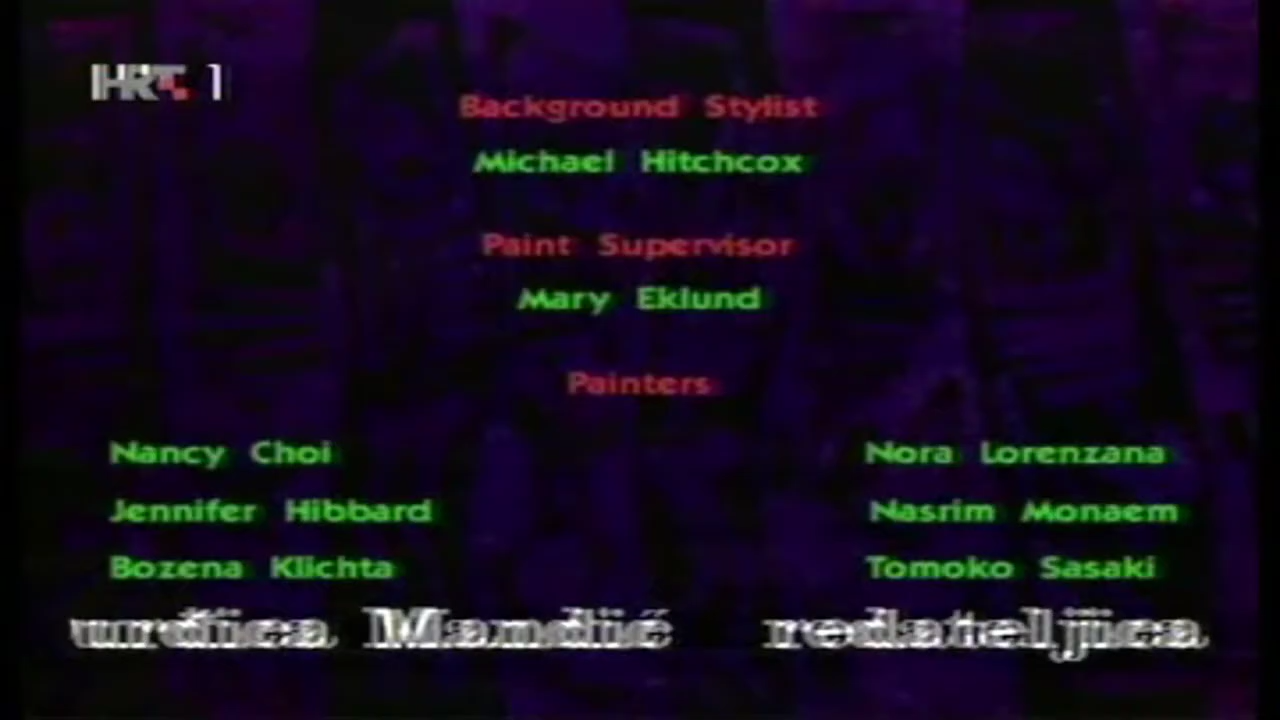 HRT 1
Background Stylist
Michael Hitchcox
Paint Supervisor
Mary Eklund
Painters
Nancy Choi Nora Lorenzana
Jennifer Hibbard Nasrim Monaem
Bozena Klichta Tomoko Sasaki
urđica Mandić redateljica